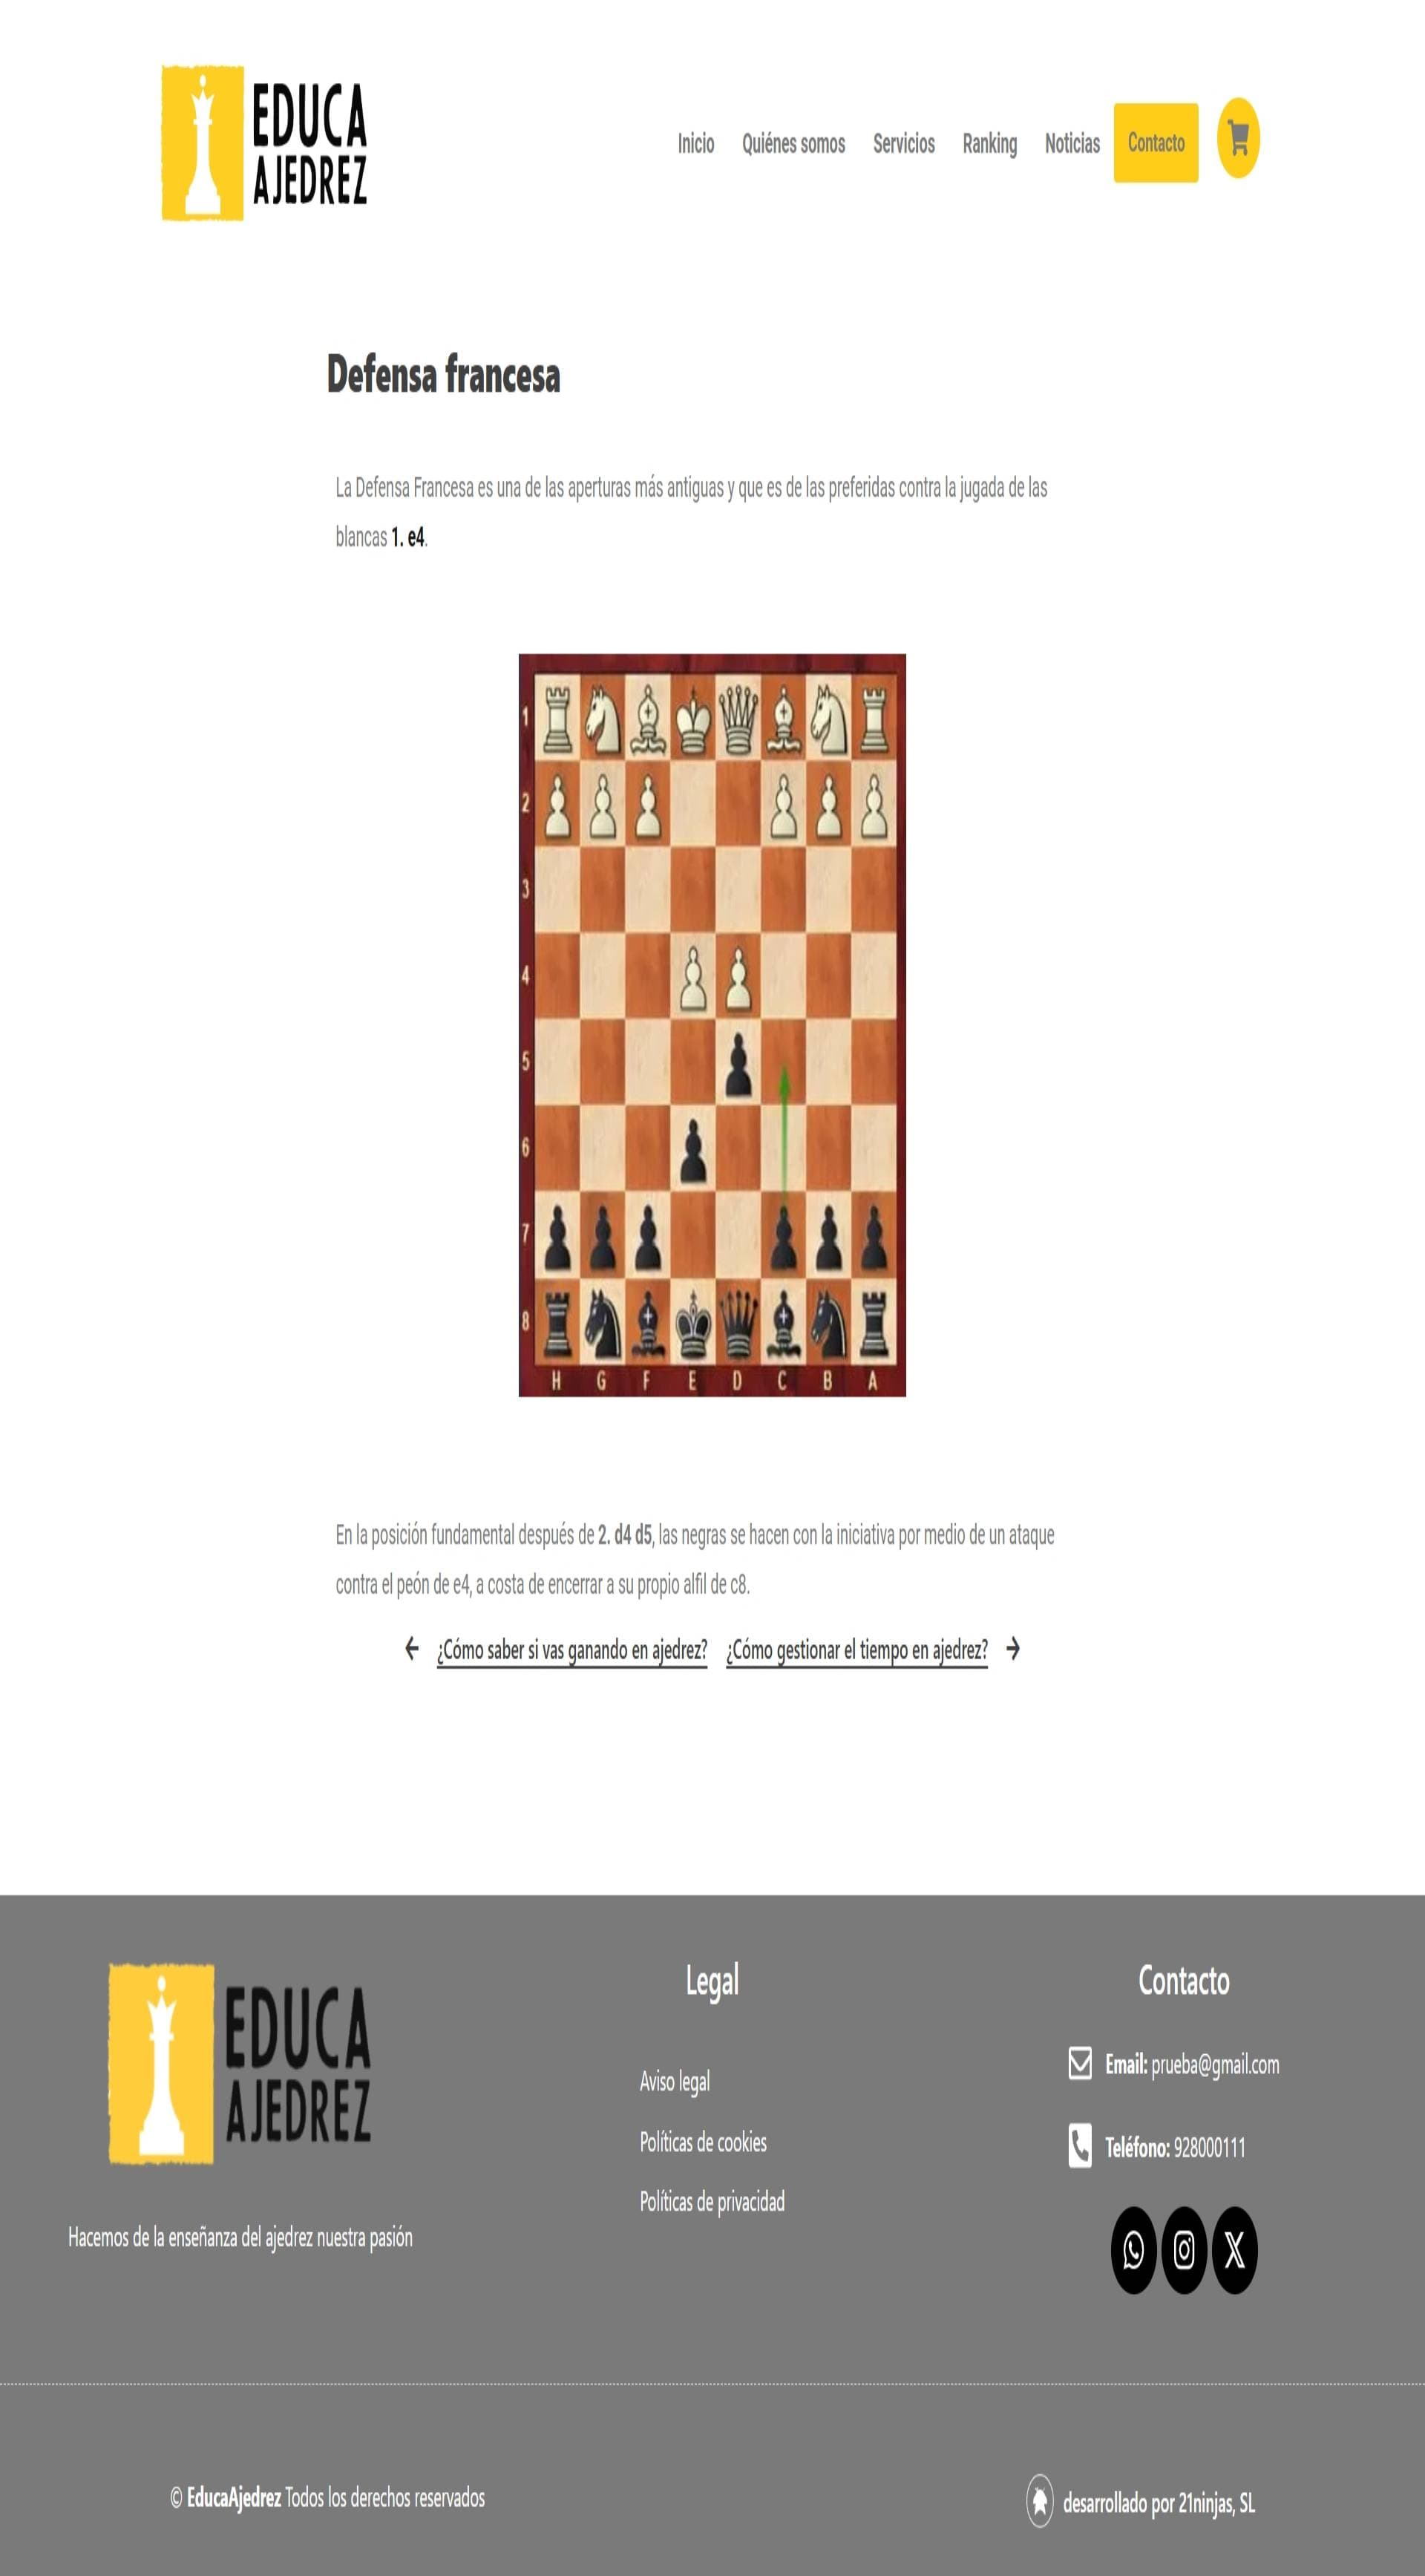 EDUCA
AJEDREZ
Inicio Quiénes somos Servicios Ranking Noticias Contacto
Defensa francesa
La Defensa Francesa es una de las aperturas más antiguas y que es de las preferidas contra la jugada de las
blancas 1. e4.
1
2
3
4
5
6
7
8
H G F E D C B A
En la posición fundamental después de 2. d4 d5, las negras se hacen con la iniciativa por medio de un ataque
contra el peón de e4, a costa de encerrar a su propio alfil de c8.
← ¿Cómo saber si vas ganando en ajedrez? ¿Cómo gestionar el tiempo en ajedrez? →
EDUCA
AJEDREZ
Hacemos de la enseñanza del ajedrez nuestra pasión
Legal
Aviso legal
Políticas de cookies
Políticas de privacidad
Contacto
Email: prueba@gmail.com
Teléfono: 928000111
© EducaAjedrez Todos los derechos reservados
desarrollado por 21ninjas, SL